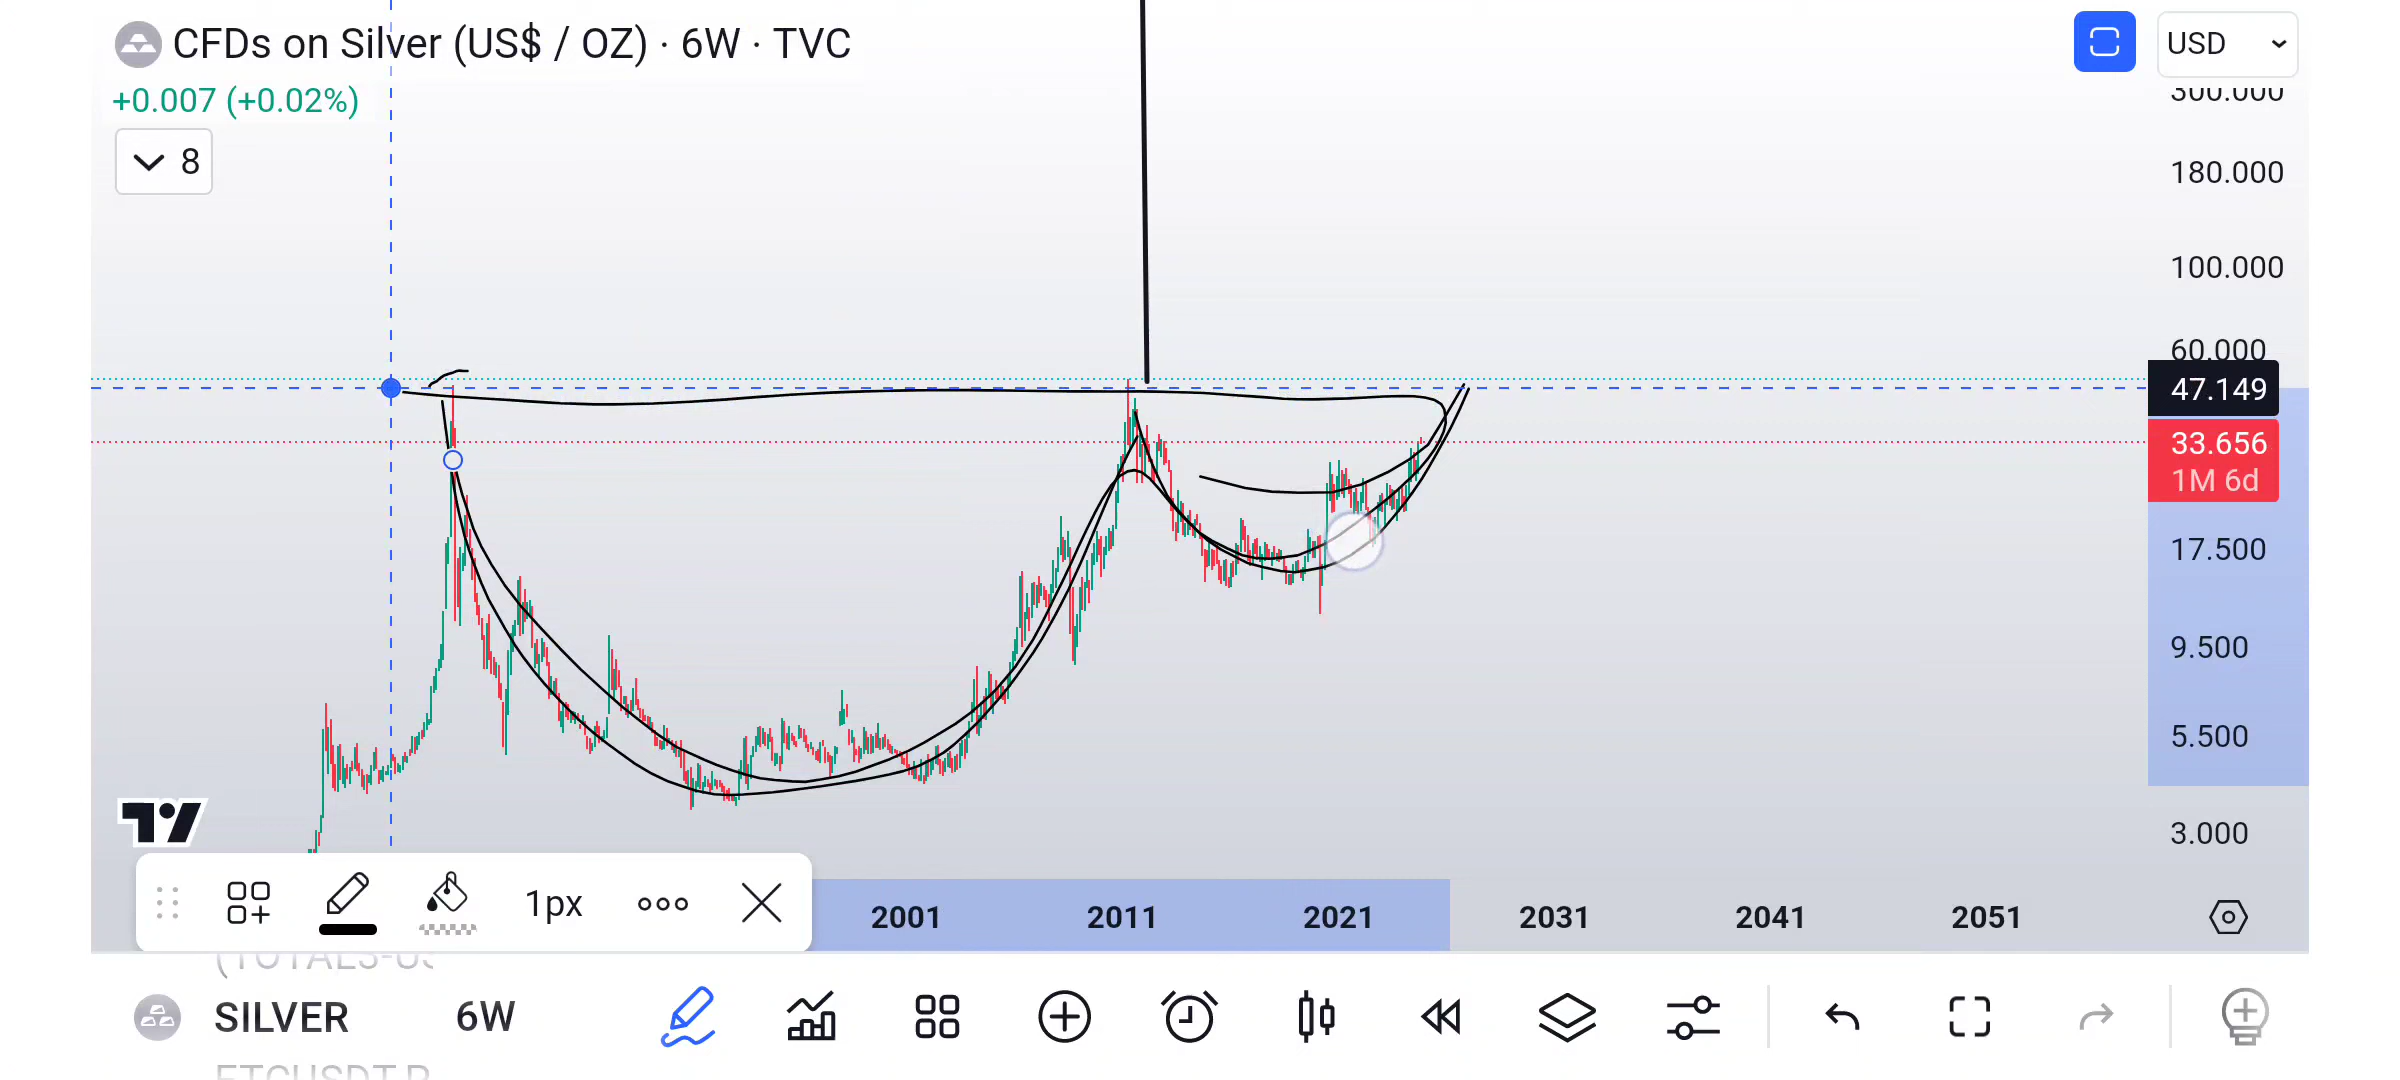 CFDs on Silver (US$ / OZ) · 6W · TVC
USD
+0.007 (+0.02%)
300.000
8
180.000
100.000
60.000
47.149
33.656
1M 6d
17.500
9.500
5.500
3.000
1px
2001 2011 2021 2031 2041 2051
SILVER 6W